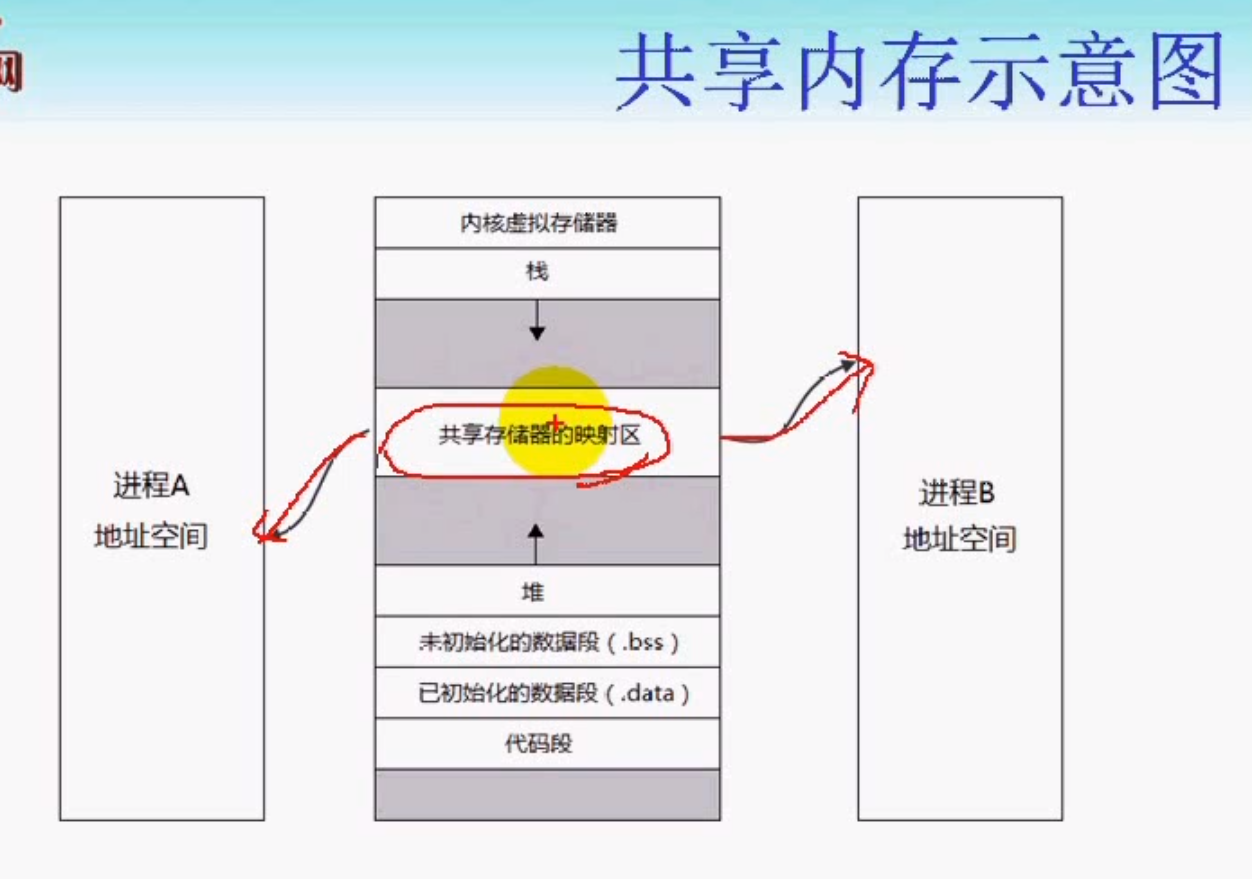 网
共享内存示意图
内核虚拟存储器
栈
共享存储器的映射区
进程A
地址空间
进程B
地址空间
堆
未初始化的数据段（.bss）
已初始化的数据段（.data）
代码段